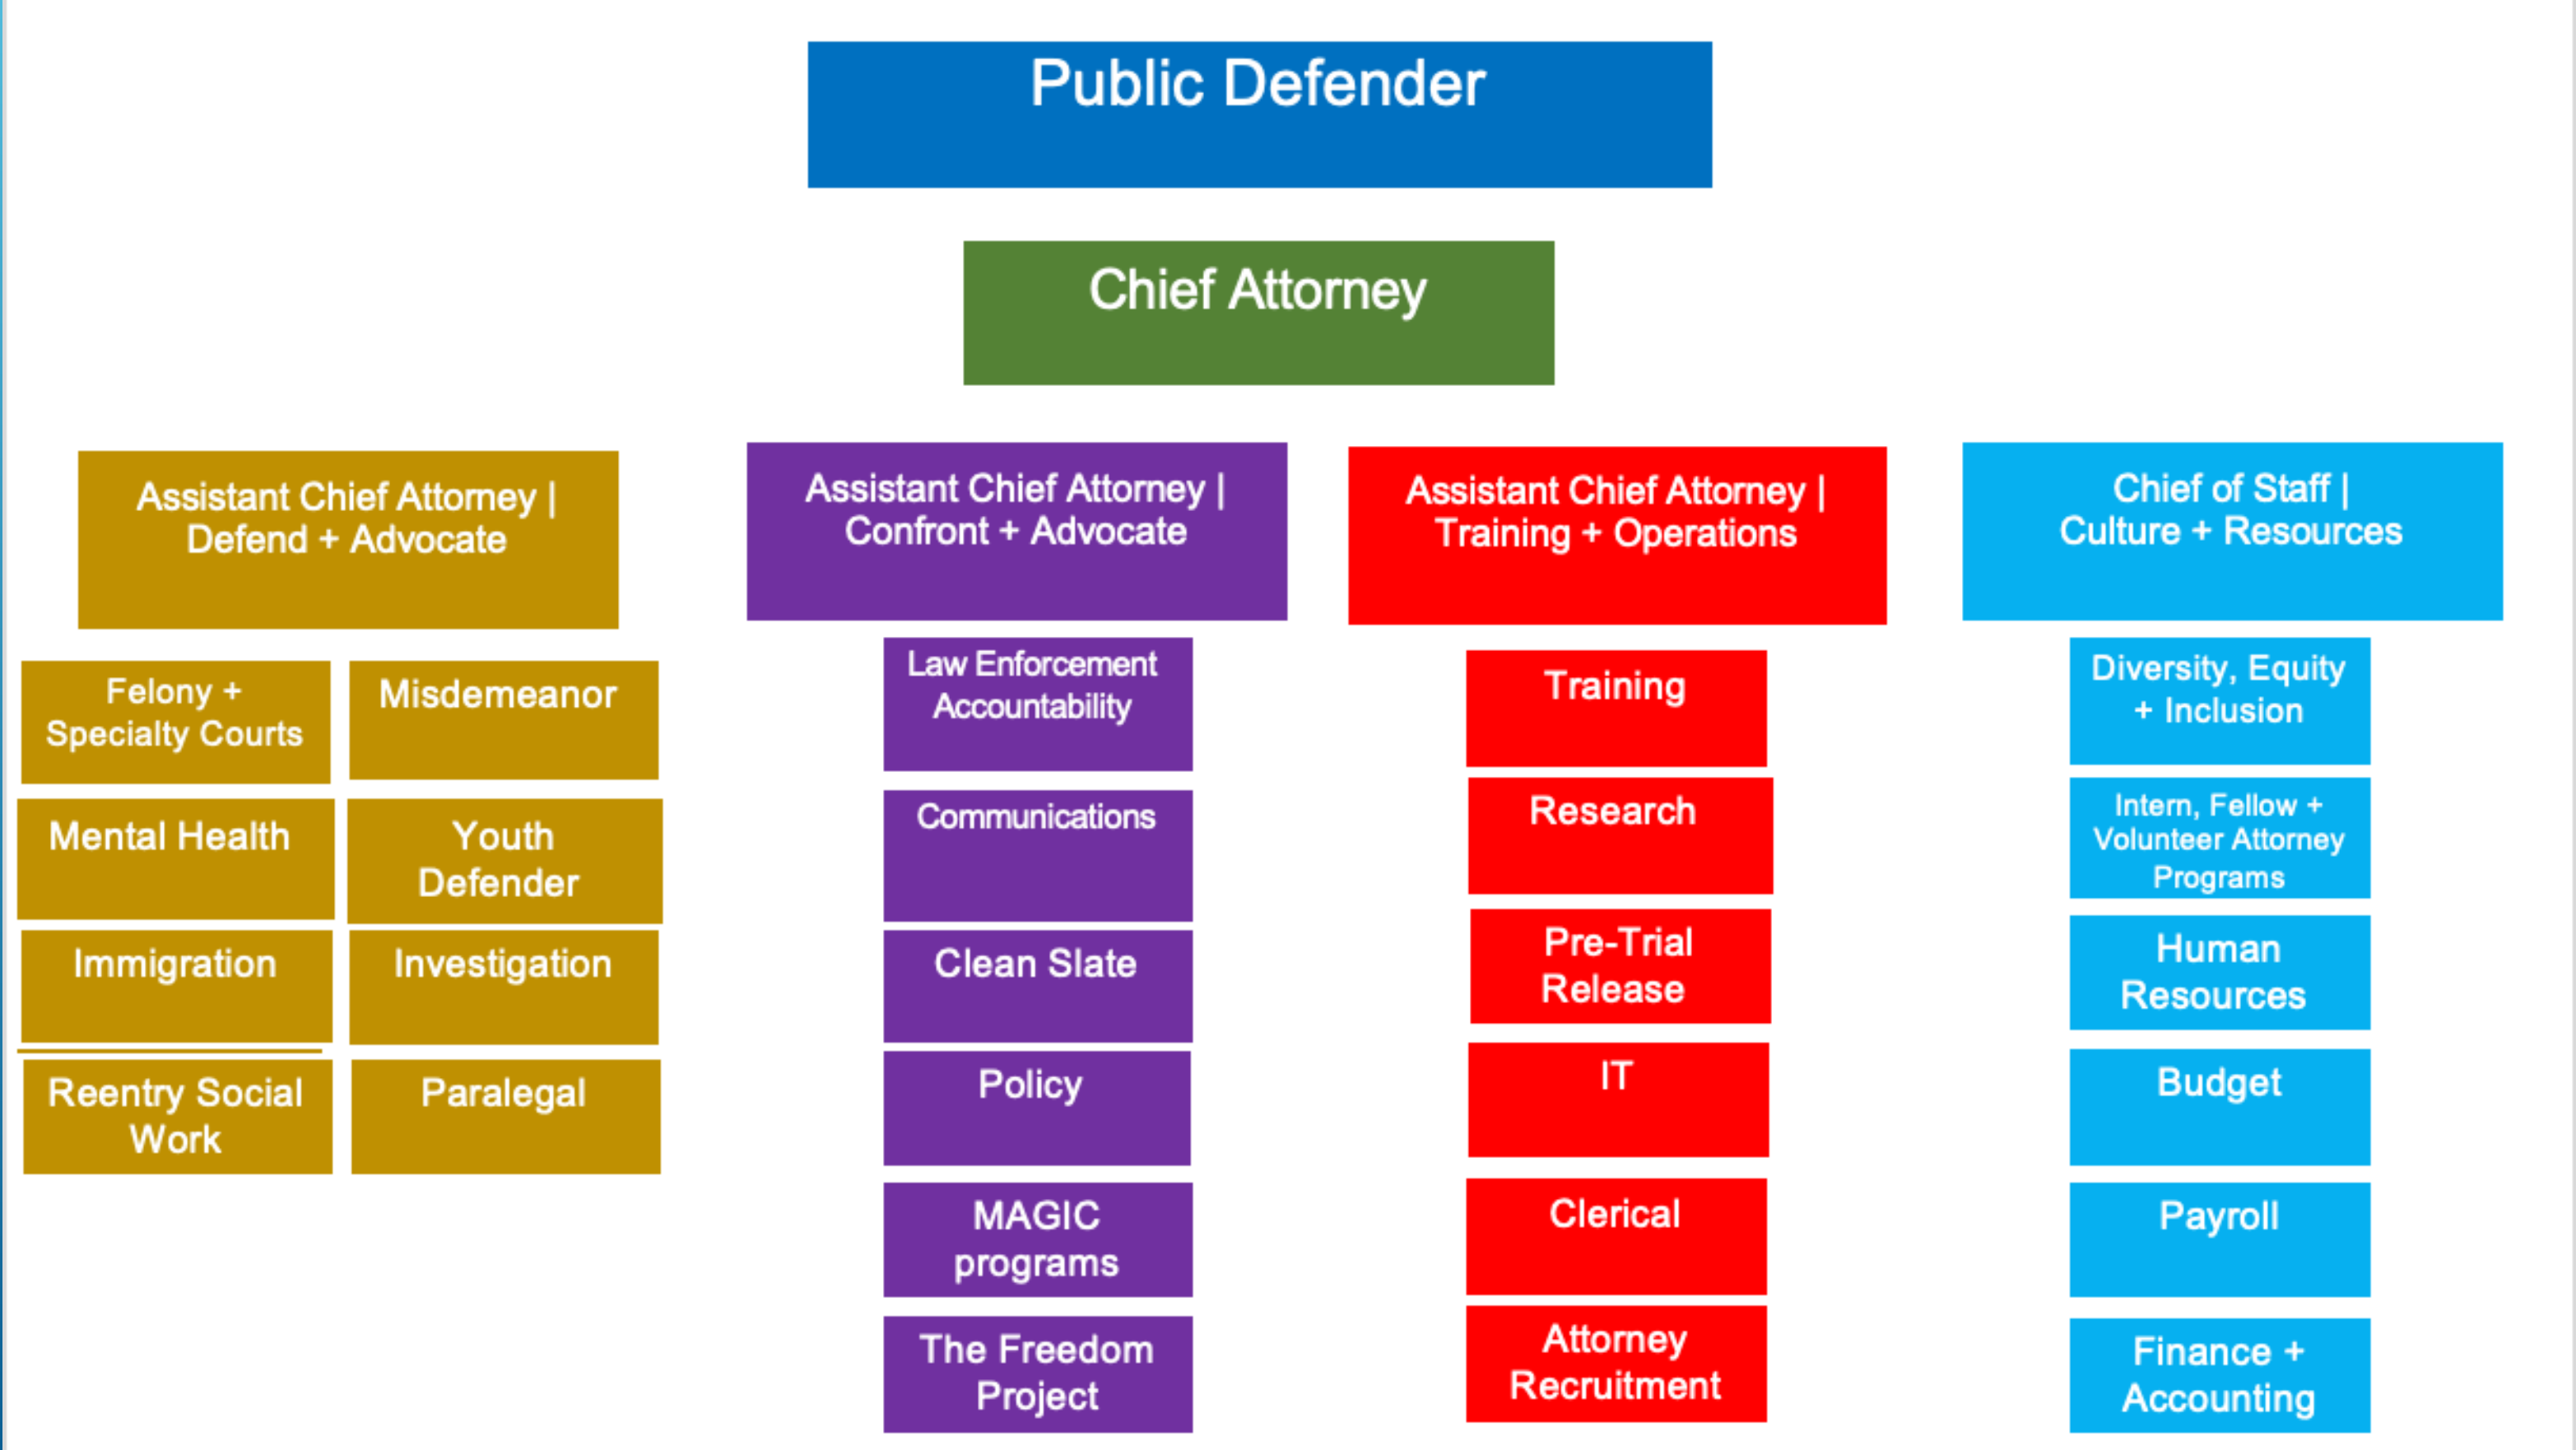 Public Defender
Chief Attorney
Assistant Chief Attorney |
Defend + Advocate
Felony +
Specialty Courts
Misdemeanor
Mental Health
Youth
Defender
Immigration
Investigation
Reentry Social
Work
Paralegal
Assistant Chief Attorney |
Confront + Advocate
Law Enforcement
Accountability
Communications
Clean Slate
Policy
MAGIC
programs
The Freedom
Project
Assistant Chief Attorney |
Training + Operations
Training
Research
Pre-Trial
Release
IT
Clerical
Attorney
Recruitment
Chief of Staff |
Culture + Resources
Diversity, Equity
+ Inclusion
Intern, Fellow +
Volunteer Attorney
Programs
Human
Resources
Budget
Payroll
Finance +
Accounting